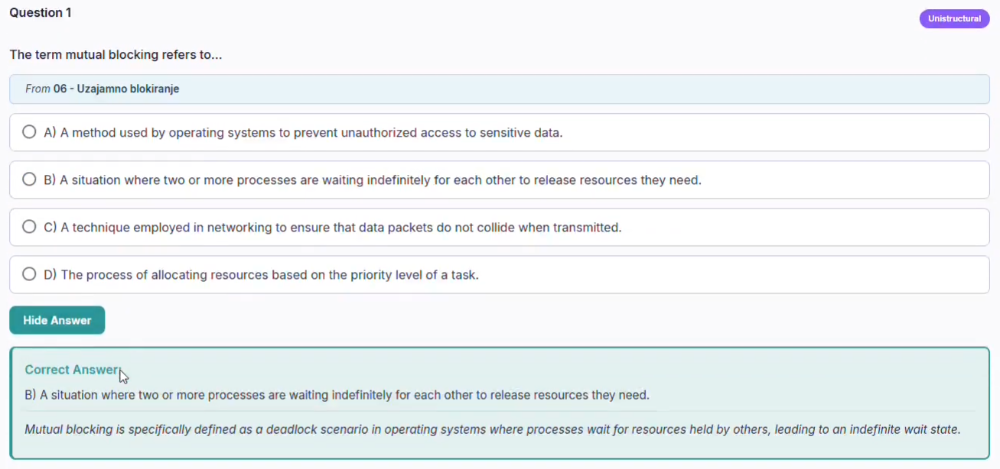 Question 1
Unistructural
The term mutual blocking refers to...
From 06 - Uzajamno blokiranje
A) A method used by operating systems to prevent unauthorized access to sensitive data.
B) A situation where two or more processes are waiting indefinitely for each other to release resources they need.
C) A technique employed in networking to ensure that data packets do not collide when transmitted.
D) The process of allocating resources based on the priority level of a task.
Hide Answer
Correct Answer:
B) A situation where two or more processes are waiting indefinitely for each other to release resources they need.
Mutual blocking is specifically defined as a deadlock scenario in operating systems where processes wait for resources held by others, leading to an indefinite wait state.